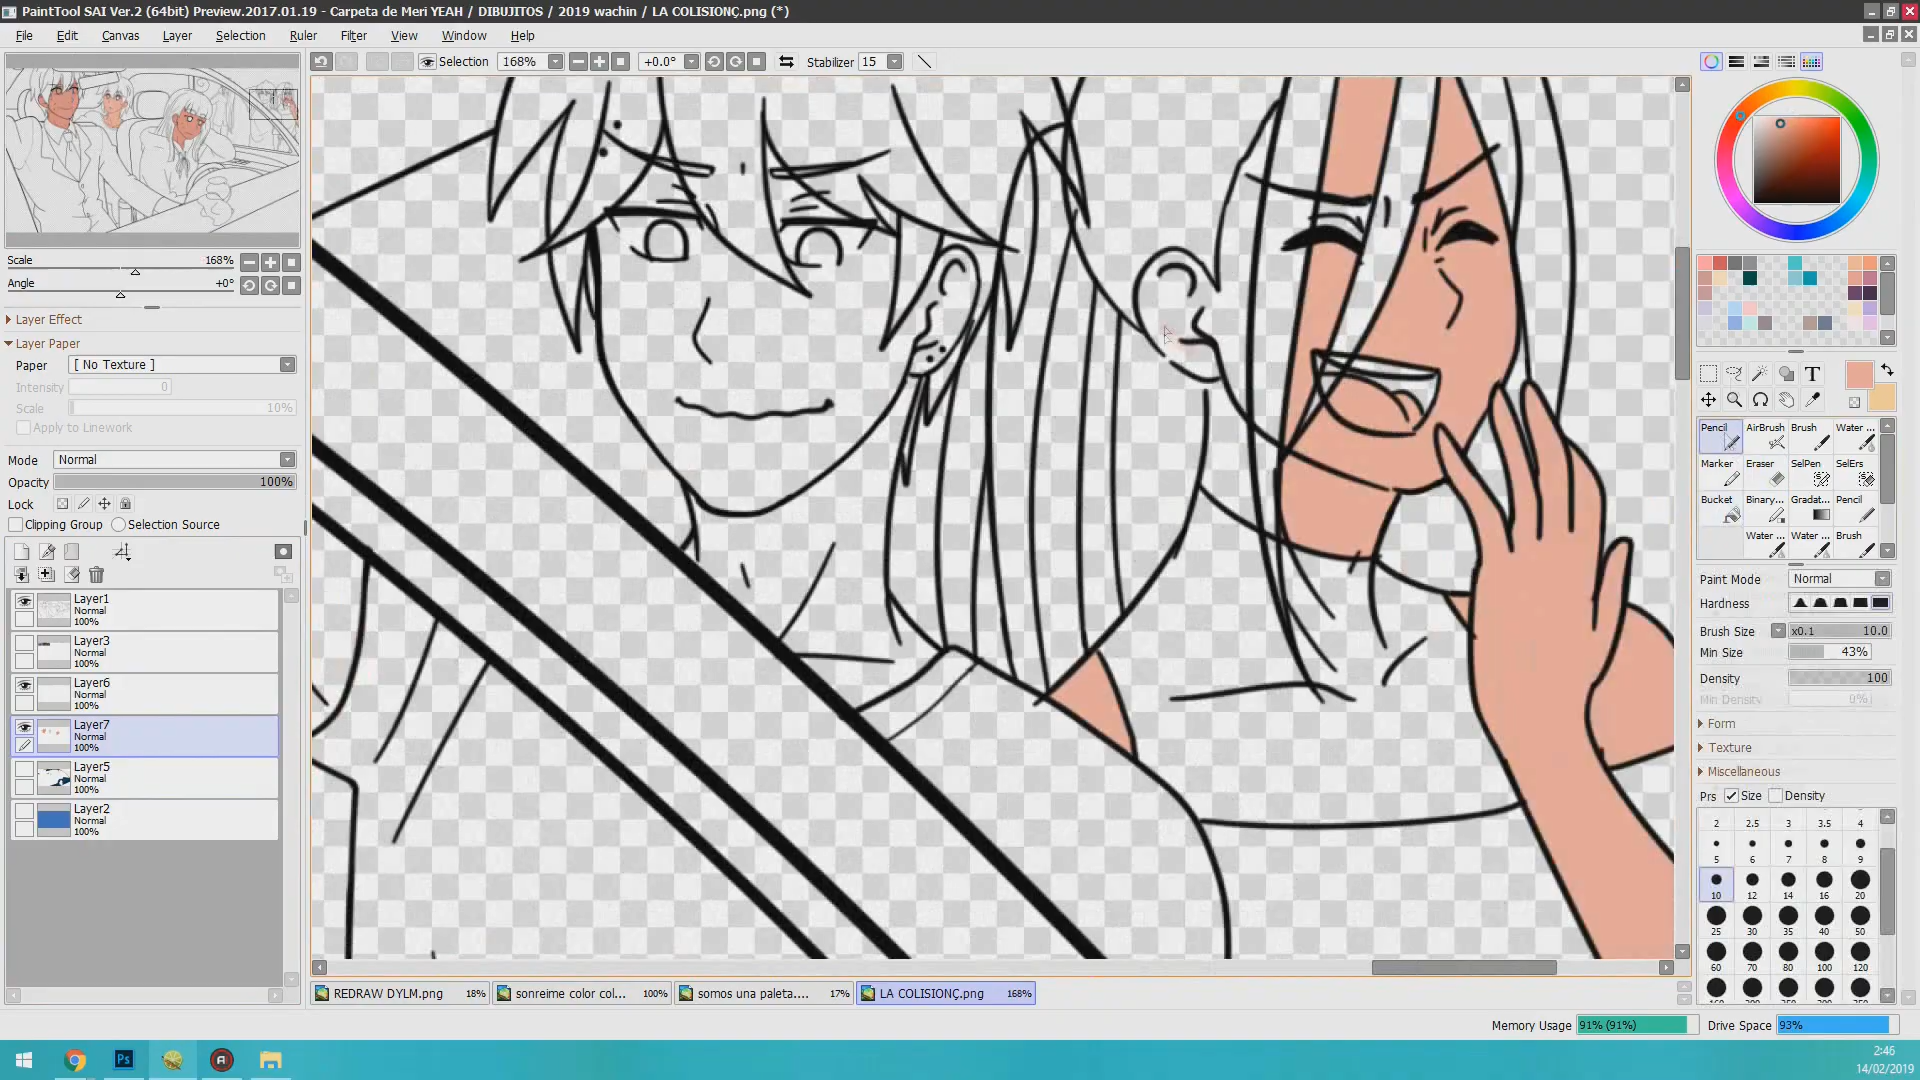 PaintTool SAI Ver.2 (64bit) Preview.2017.01.19 - Carpeta de Meri YEAH / DIBUJITOS / 2019 wachin / LA COLISIONÇ.png (*)
File Edit Canvas Layer Selection Ruler Filter View Window Help
Selection 168% +0.0° Stabilizer 15
Scale 168%
Angle +0°
Layer Effect
Layer Paper
Paper [ No Texture ]
Intensity 0
Scale 10%
Apply to Linework
Mode Normal
Opacity 100%
Lock
Clipping Group Selection Source
Layer1
Normal
100%
Layer3
Normal
100%
Layer6
Normal
100%
Layer7
Normal
100%
Layer5
Normal
100%
Layer2
Normal
100%
T
Pencil AirBrush Brush Water ...
Marker Eraser SelPen SelErs
Bucket Binary... Gradat... Pencil
Water ... Water ... Brush
Paint Mode Normal
Hardness
Brush Size x0.1 10.0
Min Size 43%
Density 100
Min Density 0%
Form
Texture
Miscellaneous
Prs Size Density
2 2.5 3 3.5 4
5 6 7 8 9
10 12 14 16 20
25 30 35 40 50
60 70 80 100 120
REDRAW DYLM.png 18% sonreime color col... 100% somos una paleta.... 17% LA COLISIONÇ.png 168%
Memory Usage 91% (91%) Drive Space 93%
Ps
2:46
14/02/2019